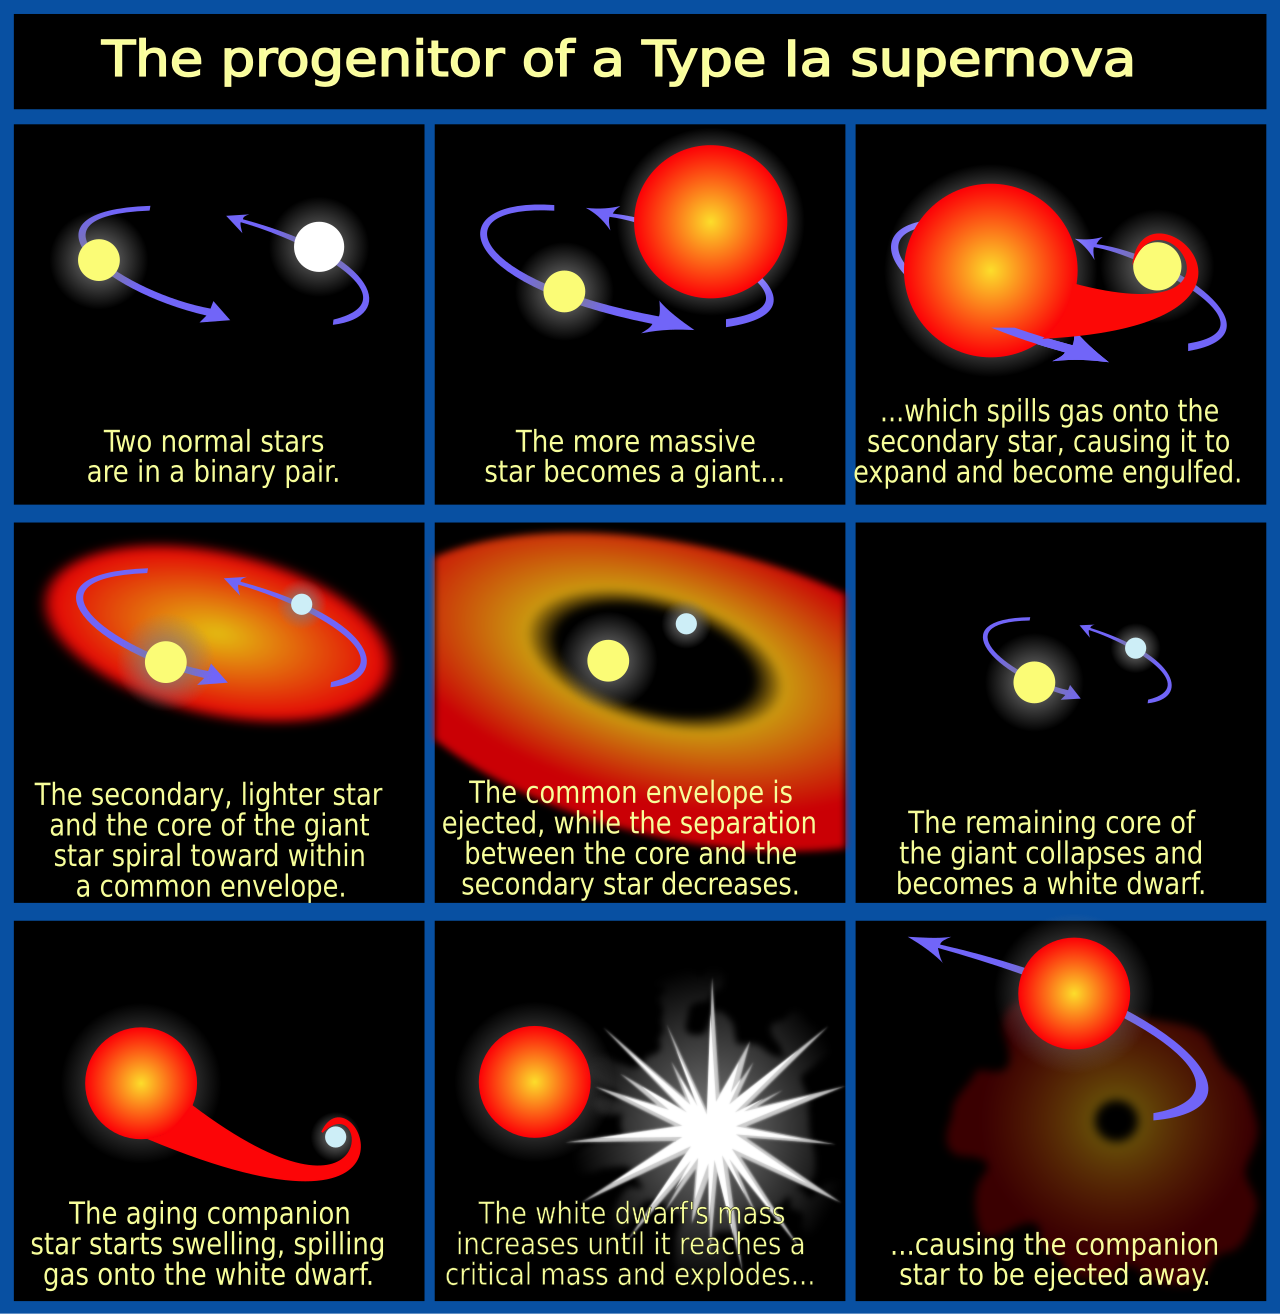 The progenitor of a Type Ia supernova
Two normal stars
are in a binary pair.
The more massive
star becomes a giant...
...which spills gas onto the
secondary star, causing it to
expand and become engulfed.
The secondary, lighter star
and the core of the giant
star spiral toward within
a common envelope.
The common envelope is
ejected, while the separation
between the core and the
secondary star decreases.
The remaining core of
the giant collapses and
becomes a white dwarf.
The aging companion
star starts swelling, spilling
gas onto the white dwarf.
The white dwarf's mass
increases until it reaches a
critical mass and explodes...
...causing the companion
star to be ejected away.